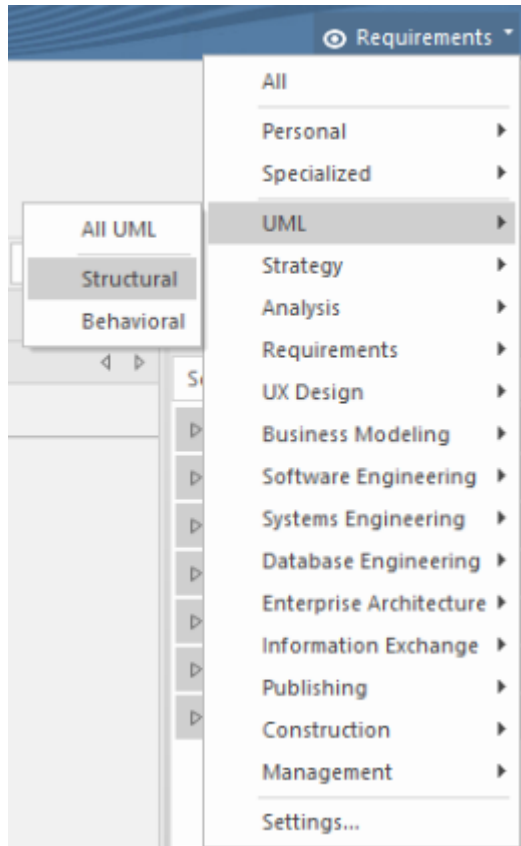 Requirements
All
Personal
Specialized
UML
Strategy
Analysis
Requirements
UX Design
Business Modeling
Software Engineering
Systems Engineering
Database Engineering
Enterprise Architecture
Information Exchange
Publishing
Construction
Management
Settings...
All UML
Structural
Behavioral